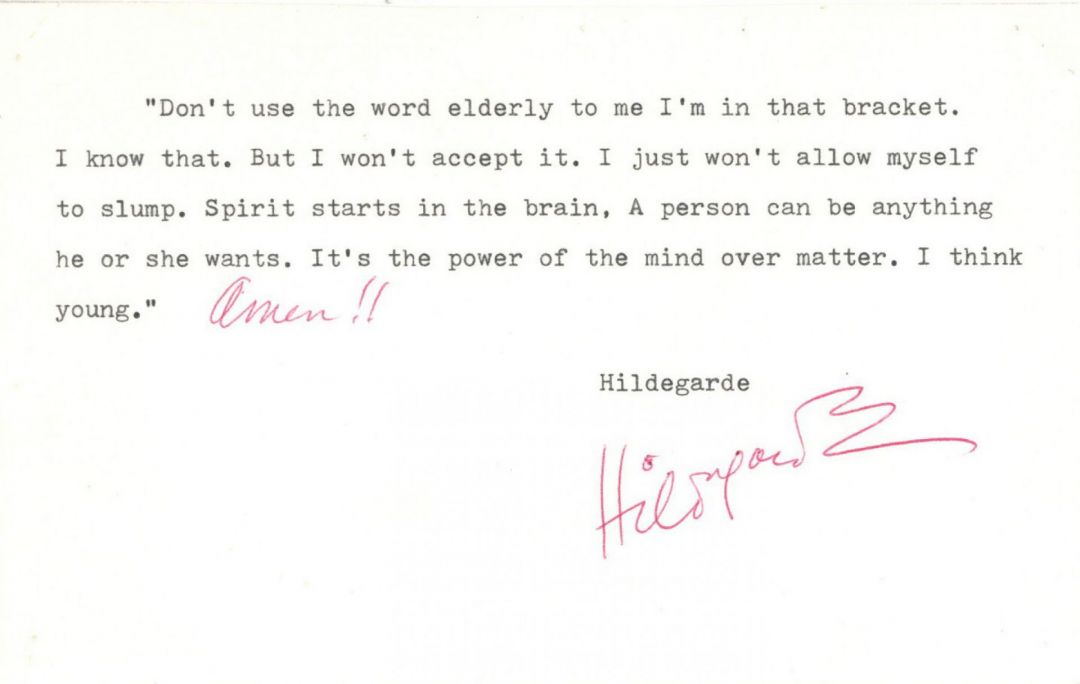 "Don't use the word elderly to me I'm in that bracket.
I know that. But I won't accept it. I just won't allow myself
to slump. Spirit starts in the brain, A person can be anything
he or she wants. It's the power of the mind over matter. I think
young." Amen!!
Hildegarde
Hildegarde